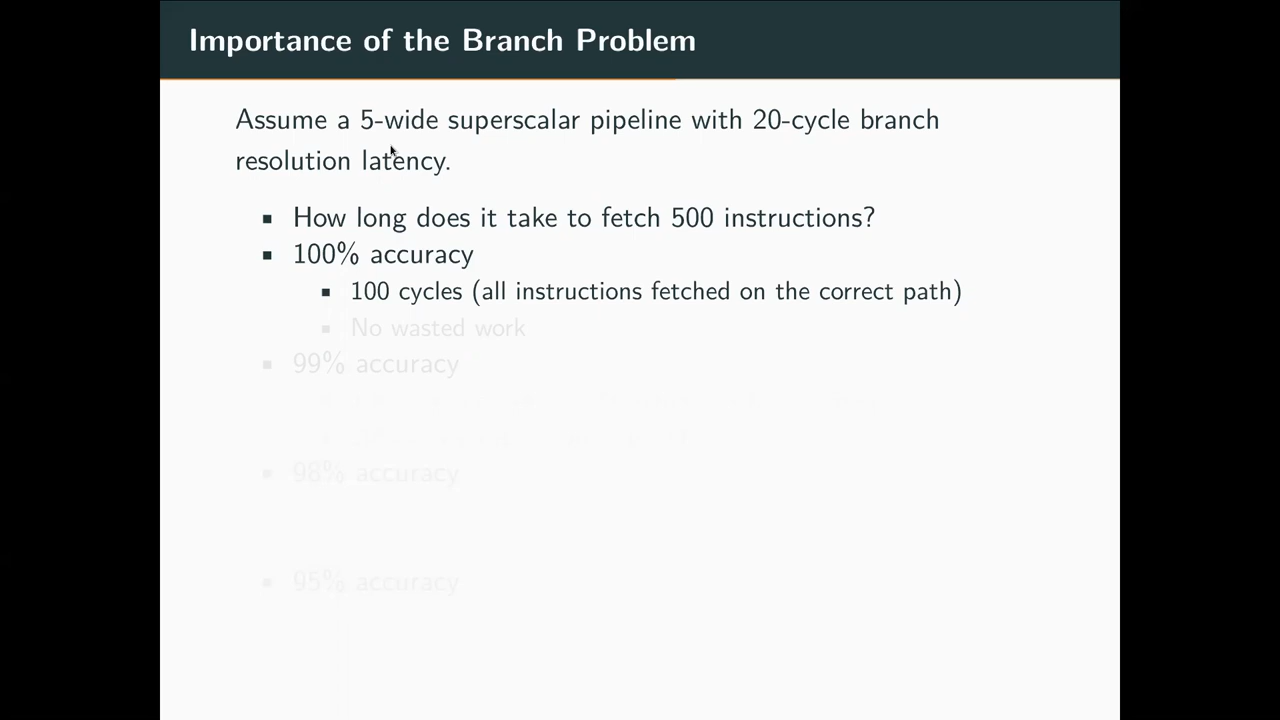 Importance of the Branch Problem
Assume a 5-wide superscalar pipeline with 20-cycle branch
resolution latency.
▪ How long does it take to fetch 500 instructions?
▪ 100% accuracy
▪ 100 cycles (all instructions fetched on the correct path)
▪ No wasted work
▪ 99% accuracy
▪ 98% accuracy
▪ 95% accuracy